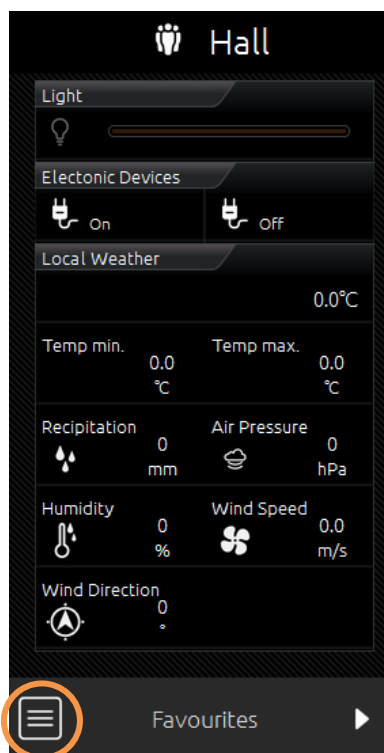 Hall
Light
Electonic Devices
On Off
Local Weather
0.0°C
Temp min. Temp max.
0.0 0.0
°C °C
Recipitation Air Pressure
0 0
mm hPa
Humidity Wind Speed
0 0.0
% m/s
Wind Direction
0
°
Favourites